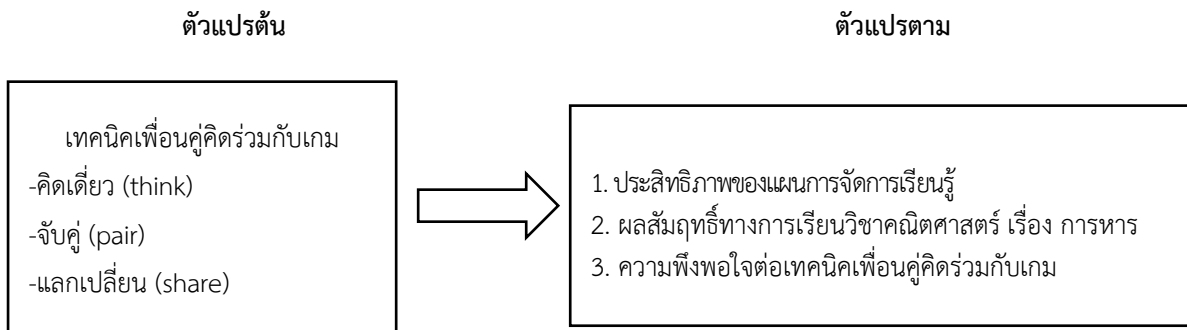 ตัวแปรต้น
ตัวแปรตาม
เทคนิคเพื่อนคู่คิดร่วมกับเกม
-คิดเดี่ยว (think)
-จับคู่ (pair)
-แลกเปลี่ยน (share)
1. ประสิทธิภาพของแผนการจัดการเรียนรู้
2. ผลสัมฤทธิ์ทางการเรียนวิชาคณิตศาสตร์ เรื่อง การหาร
3. ความพึงพอใจต่อเทคนิคเพื่อนคู่คิดร่วมกับเกม